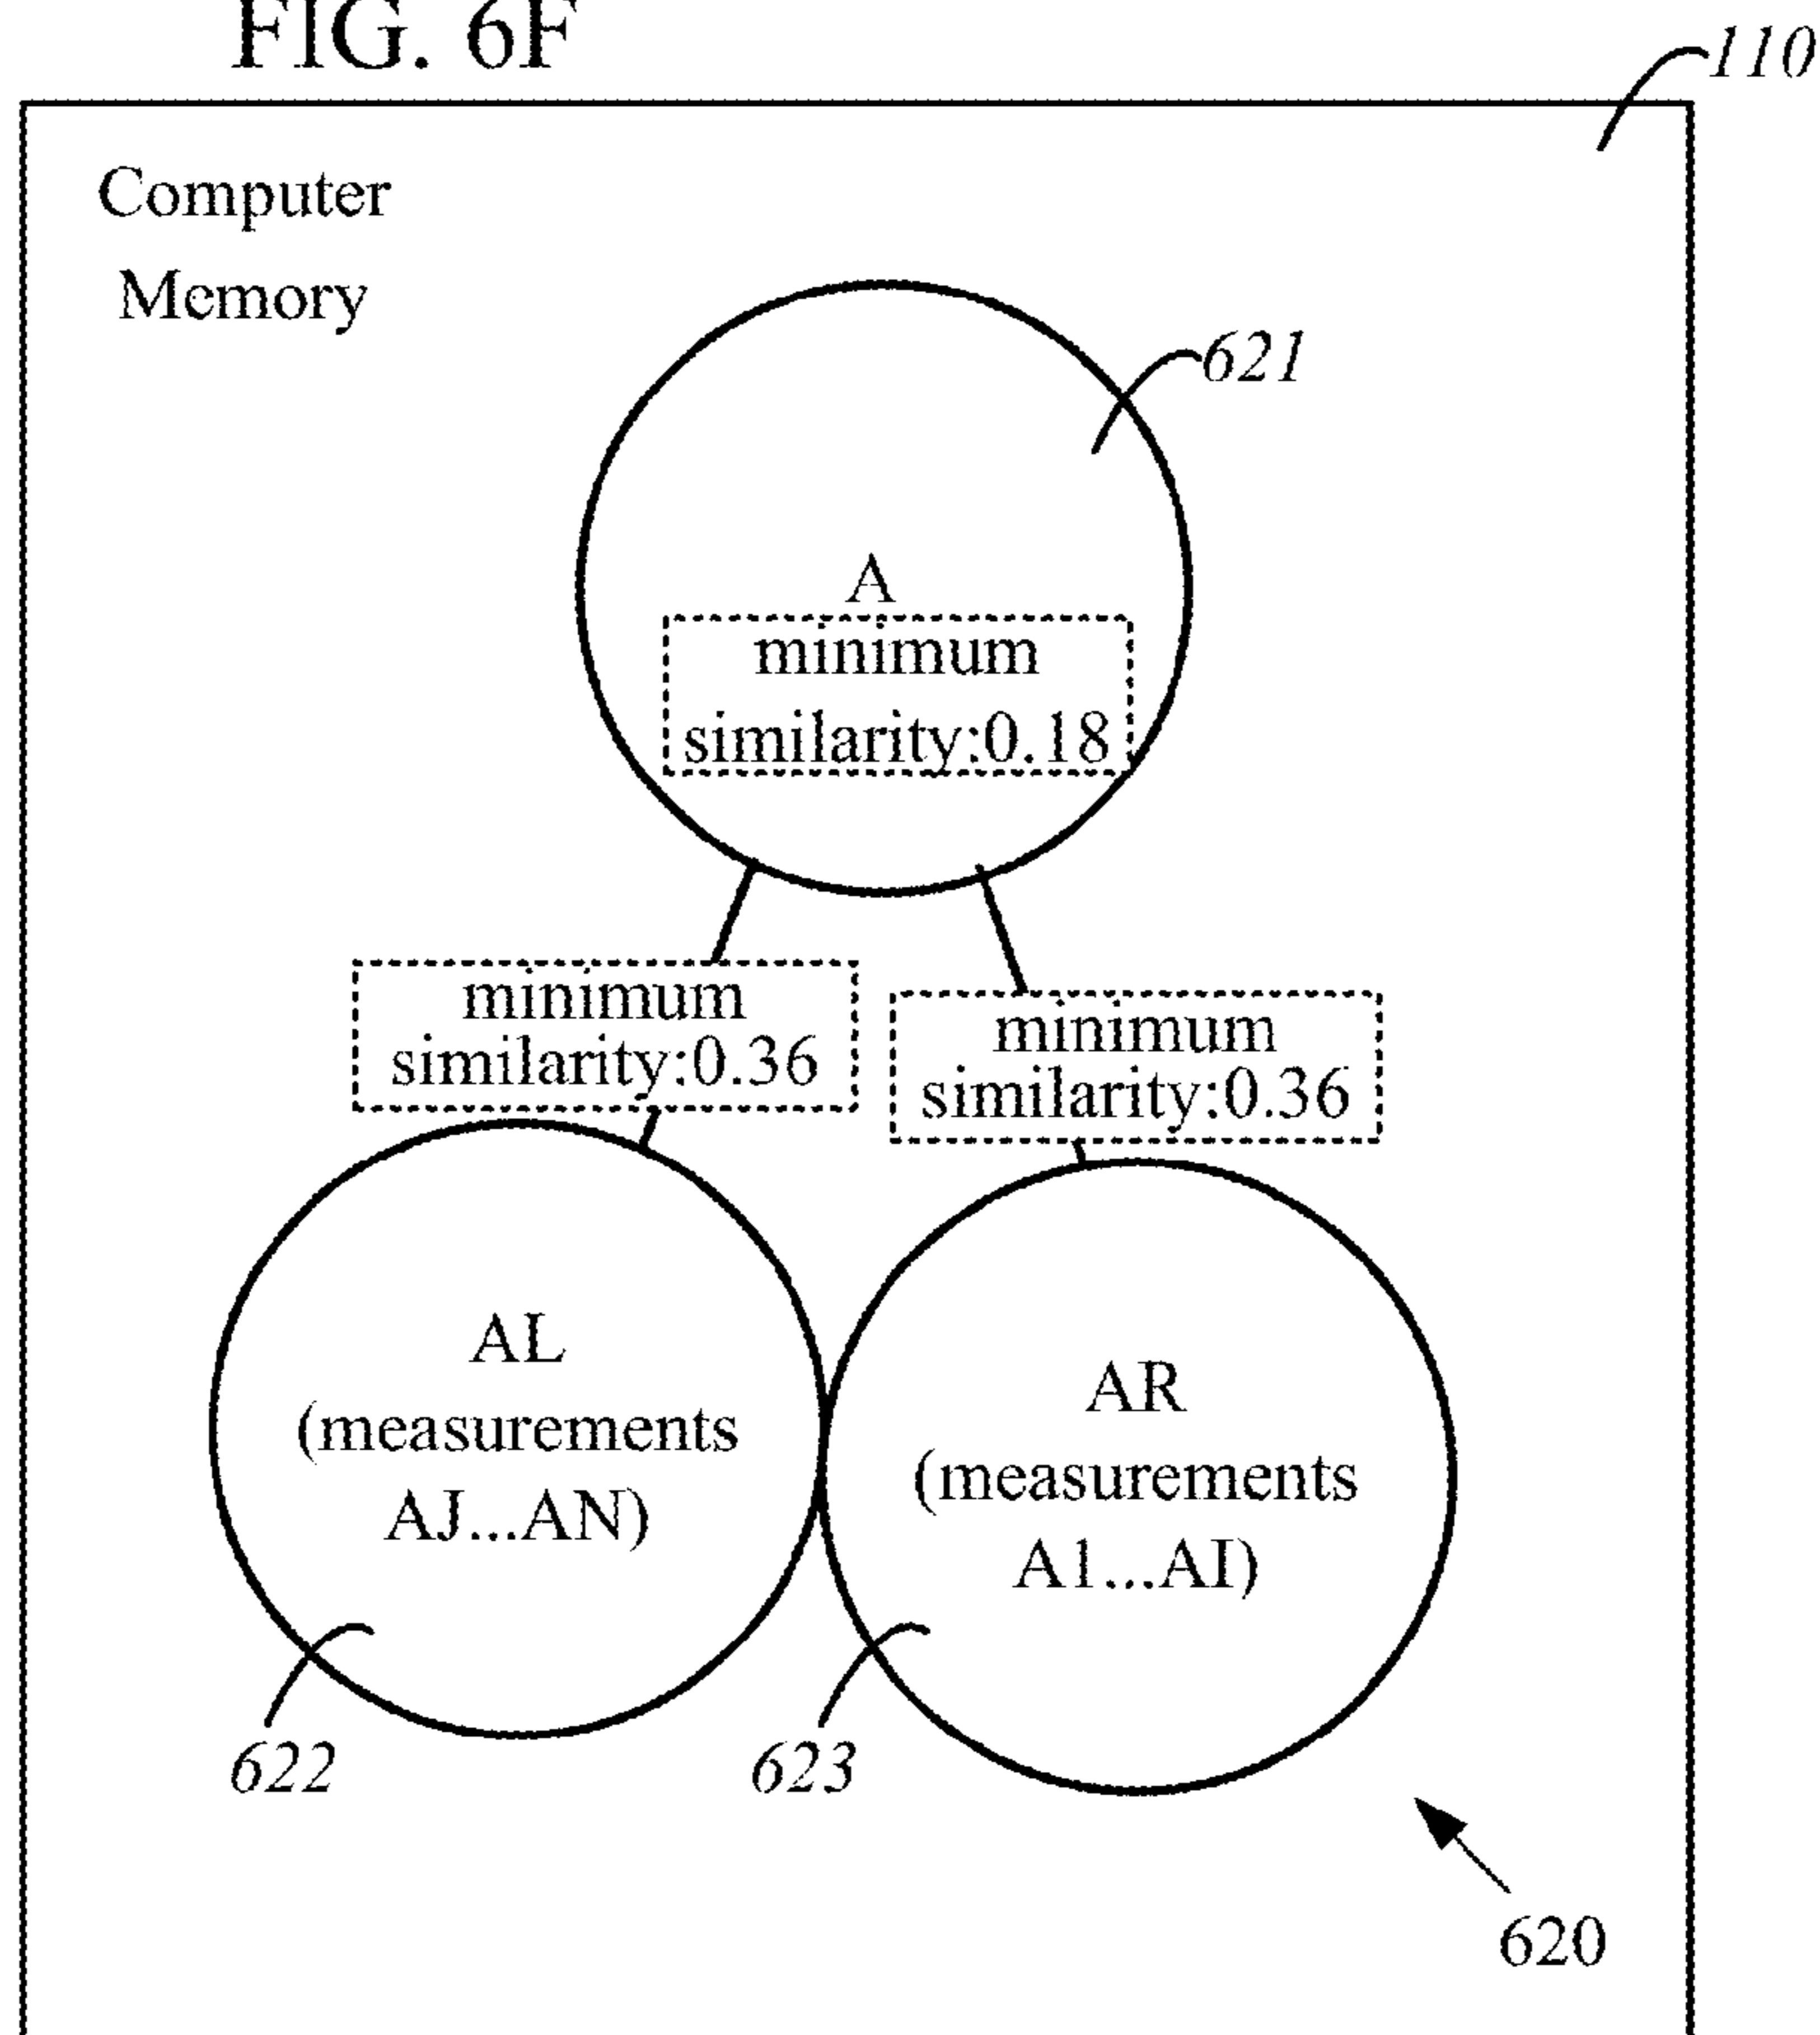 FIG. 6F
110
Computer
Memory
621
A
minimum
similarity:0.18
minimum
similarity:0.36
minimum
similarity:0.36
AL
(measurements
AJ...AN)
AR
(measurements
A1...AI)
622
623
620